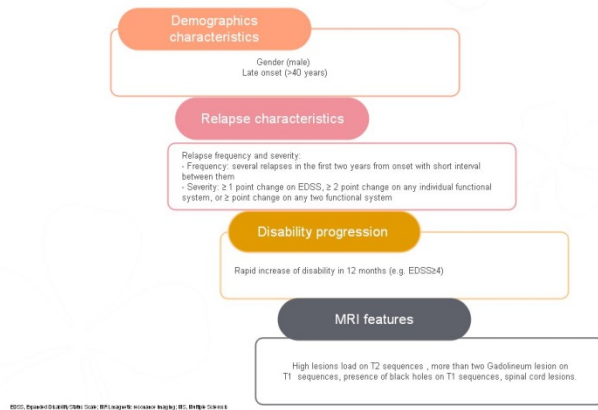 Demographics
characteristics
Gender (male)
Late onset (>40 years)
Relapse characteristics
Relapse frequency and severity:
- Frequency: several relapses in the first two years from onset with short interval
between them
- Severity: ≥ 1 point change on EDSS, ≥ 2 point change on any individual functional
system, or ≥ point change on any two functional system
Disability progression
Rapid increase of disability in 12 months (e.g. EDSS≥4)
MRI features
High lesions load on T2 sequences , more than two Gadolineum lesion on
T1 sequences, presence of black holes on T1 sequences, spinal cord lesions.
EDSS, Expanded Disability Status Scale; MRI, magnetic resonance imaging; MS, Multiple Sclerosis